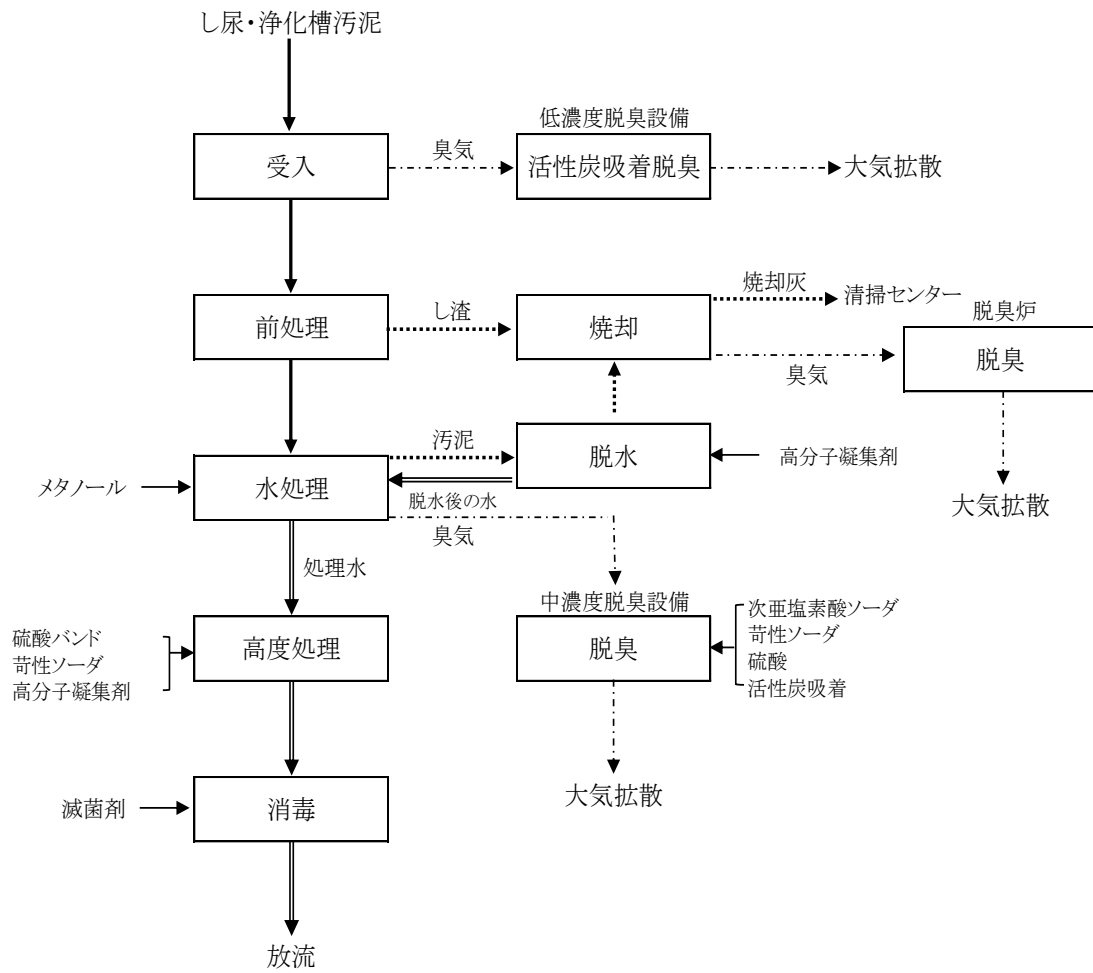 し尿・浄化槽汚泥
低濃度脱臭設備
受入
臭気
活性炭吸着脱臭
大気拡散
焼却灰
清掃センター
前処理
し渣
焼却
脱臭炉
脱臭
臭気
大気拡散
汚泥
脱水
高分子凝集剤
メタノール
水処理
脱水後の水
臭気
処理水
中濃度脱臭設備
硫酸バンド
苛性ソーダ
高分子凝集剤
高度処理
脱臭
次亜塩素酸ソーダ
苛性ソーダ
硫酸
活性炭吸着
大気拡散
滅菌剤
消毒
放流